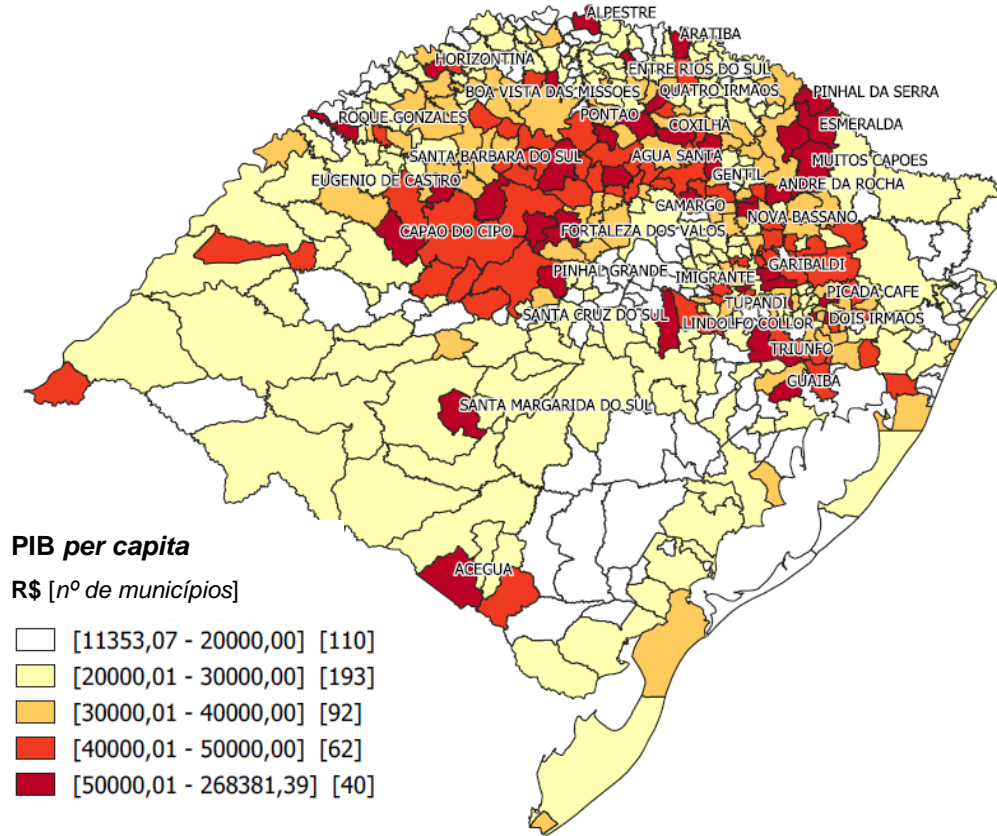 ALPESTRE
ARATIBA
HORIZONTINA
ENTRE RIOS DO SUL
BOA VISTA DAS MISSOES
QUATRO IRMAOS
PINHAL DA SERRA
ROQUE GONZALES
PONTAO
COXILHA
ESMERALDA
SANTA BARBARA DO SUL
AGUA SANTA
MUITOS CAPOES
EUGENIO DE CASTRO
GENTIL
ANDRE DA ROCHA
CAMARGO
NOVA BASSANO
CAPAO DO CIPO
FORTALEZA DOS VALOS
GARIBALDI
PINHAL GRANDE
IMIGRANTE
PICADA CAFE
TUPANDI
SANTA CRUZ DO SUL
LINDOLFO COLLOR
DOIS IRMAOS
TRIUNFO
GUAIBA
SANTA MARGARIDA DO SUL
ACEGUA
PIB per capita
R$ [nº de municípios]
[11353,07 - 20000,00] [110]
[20000,01 - 30000,00] [193]
[30000,01 - 40000,00] [92]
[40000,01 - 50000,00] [62]
[50000,01 - 268381,39] [40]